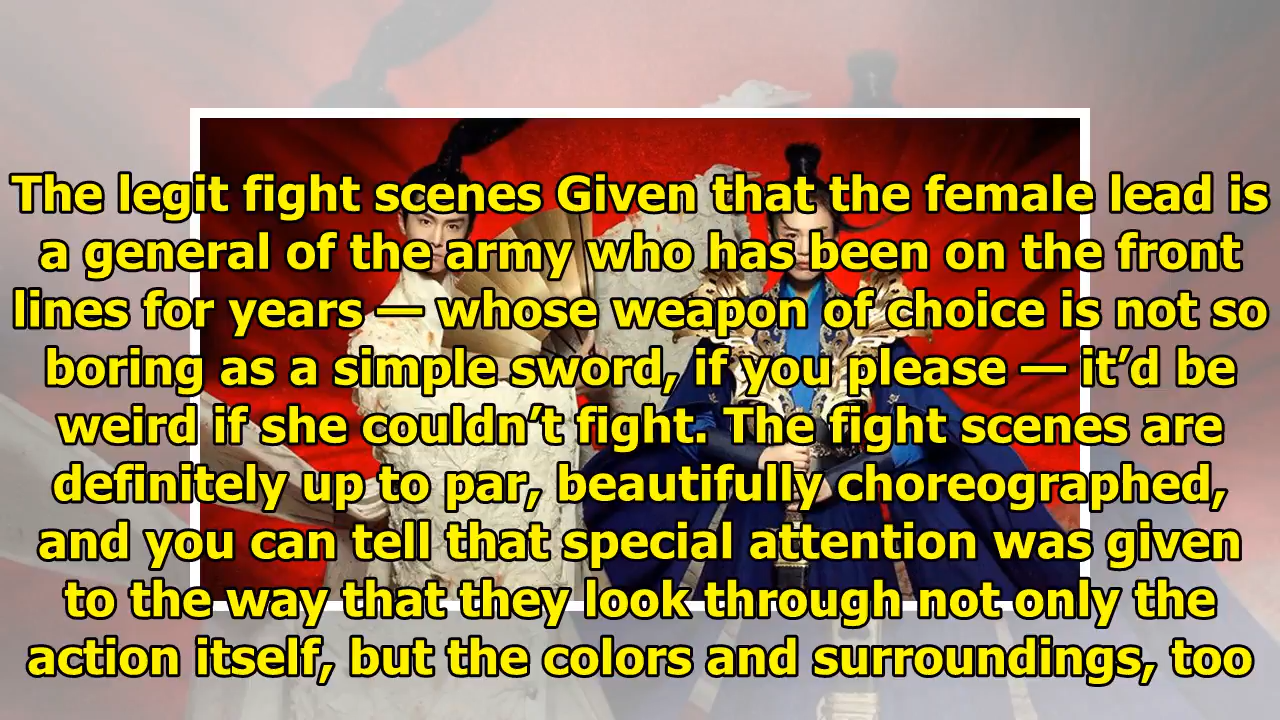 The legit fight scenes Given that the female lead is
a general of the army who has been on the front
lines for years — whose weapon of choice is not so
boring as a simple sword, if you please — it’d be
weird if she couldn’t fight. The fight scenes are
definitely up to par, beautifully choreographed,
and you can tell that special attention was given
to the way that they look through not only the
action itself, but the colors and surroundings, too